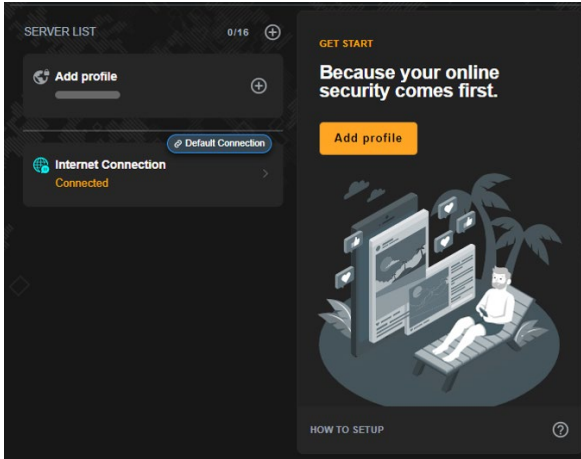 SERVER LIST 0/16
Add profile
Default Connection
Internet Connection
Connected
GET START
Because your online
security comes first.
Add profile
HOW TO SETUP